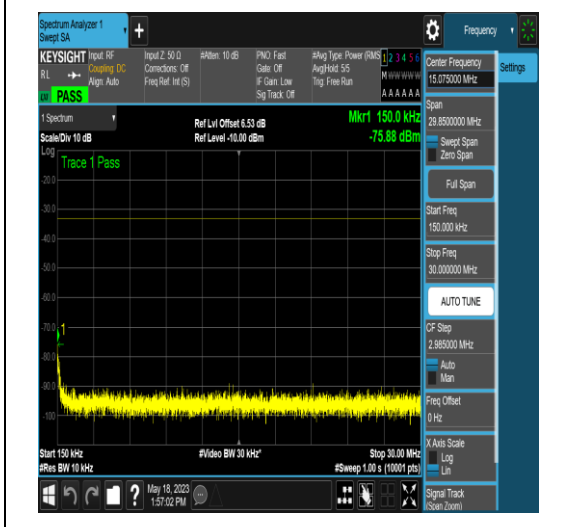 Spectrum Analyzer 1
Swept SA
+
Frequency
KEYSIGHT
RL
PASS
Input: RF
Coupling: DC
Align: Auto
Input Z: 50 Ω
Corrections: Off
Freq Ref: Int (S)
#Atten: 10 dB
PNO: Fast
Gate: Off
IF Gain: Low
Sig Track: Off
#Avg Type: Power (RMS
Avg|Hold: 5/5
Trig: Free Run
1 2 3 4 5 6
M W W W W W
A A A A A A
1 Spectrum
Scale/Div 10 dB
Ref Lvl Offset 6.53 dB
Ref Level -10.00 dBm
Mkr1 150.0 kHz
-75.88 dBm
Log
Trace 1 Pass
-20.0
-30.0
-40.0
-50.0
-60.0
-70.0
1
-80.0
-90.0
-100
Start 150 kHz
#Res BW 10 kHz
#Video BW 30 kHz*
Stop 30.00 MHz
#Sweep 1.00 s (10001 pts)
May 18, 2023
1:57:02 PM
?
Center Frequency
15.075000 MHz
Settings
Span
29.8500000 MHz
Swept Span
Zero Span
Full Span
Start Freq
150.000 kHz
Stop Freq
30.000000 MHz
AUTO TUNE
CF Step
2.985000 MHz
Auto
Man
Freq Offset
0 Hz
X Axis Scale
Log
Lin
Signal Track
(Span Zoom)